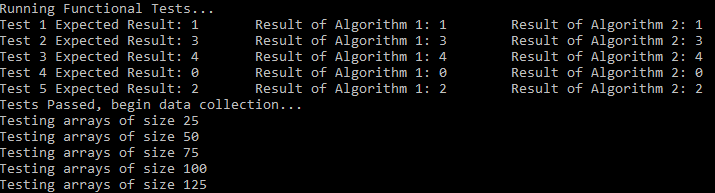 Running Functional Tests...
Test 1 Expected Result: 1 Result of Algorithm 1: 1 Result of Algorithm 2: 1
Test 2 Expected Result: 3 Result of Algorithm 1: 3 Result of Algorithm 2: 3
Test 3 Expected Result: 4 Result of Algorithm 1: 4 Result of Algorithm 2: 4
Test 4 Expected Result: 0 Result of Algorithm 1: 0 Result of Algorithm 2: 0
Test 5 Expected Result: 2 Result of Algorithm 1: 2 Result of Algorithm 2: 2
Tests Passed, begin data collection...
Testing arrays of size 25
Testing arrays of size 50
Testing arrays of size 75
Testing arrays of size 100
Testing arrays of size 125